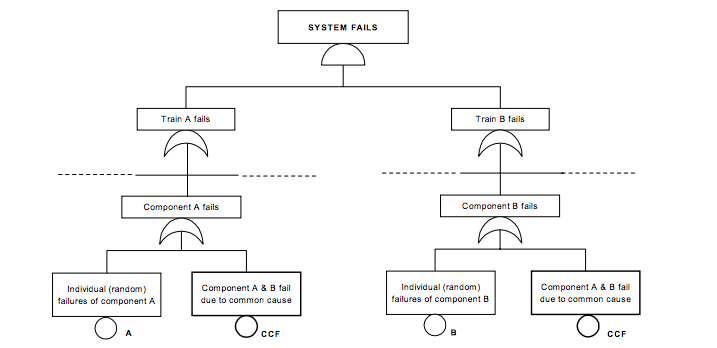 SYSTEM FAILS
Train A fails
Train B fails
Component A fails
Component B fails
Individual (random)
failures of component A
Component A & B fail
due to common cause
Individual (random)
failures of component B
Component A & B fail
due to common cause
A
CCF
B
CCF